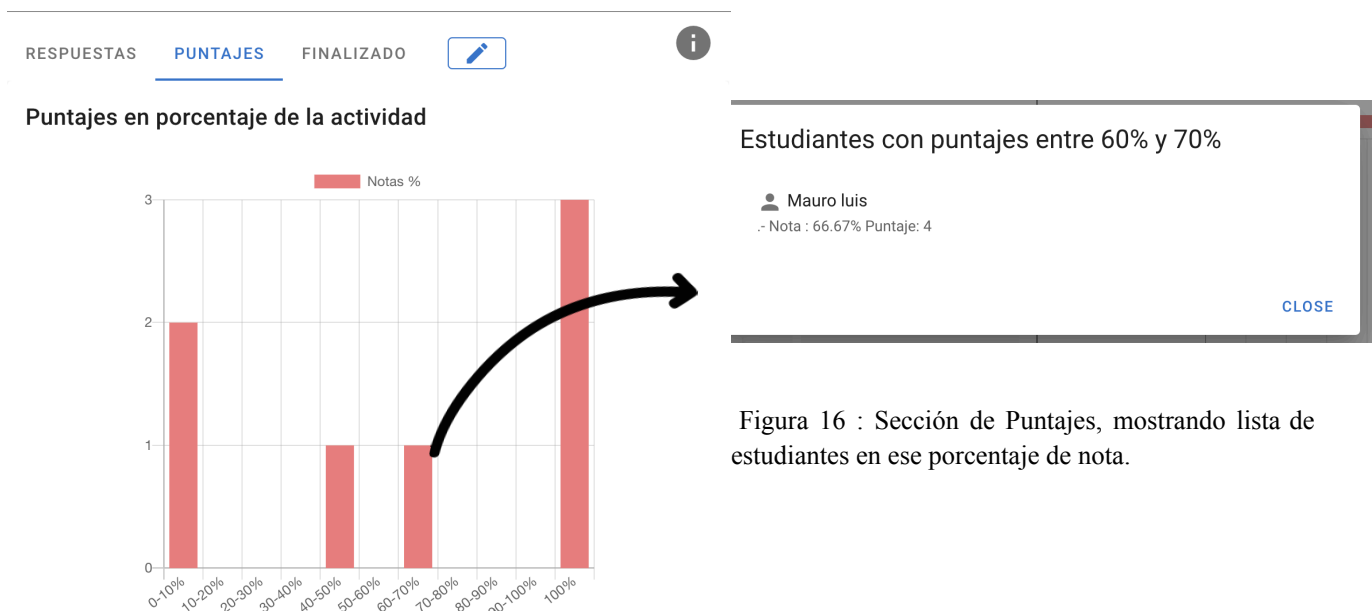 RESPUESTAS PUNTAJES FINALIZADO
Puntajes en porcentaje de la actividad
Notas %
3
2
1
0
0-10% 10-20% 20-30% 30-40% 40-50% 50-60% 60-70% 70-80% 80-90% 90-100% 100%
Estudiantes con puntajes entre 60% y 70%
Mauro luis
.- Nota : 66.67% Puntaje: 4
CLOSE
Figura 16 : Sección de Puntajes, mostrando lista de
estudiantes en ese porcentaje de nota.